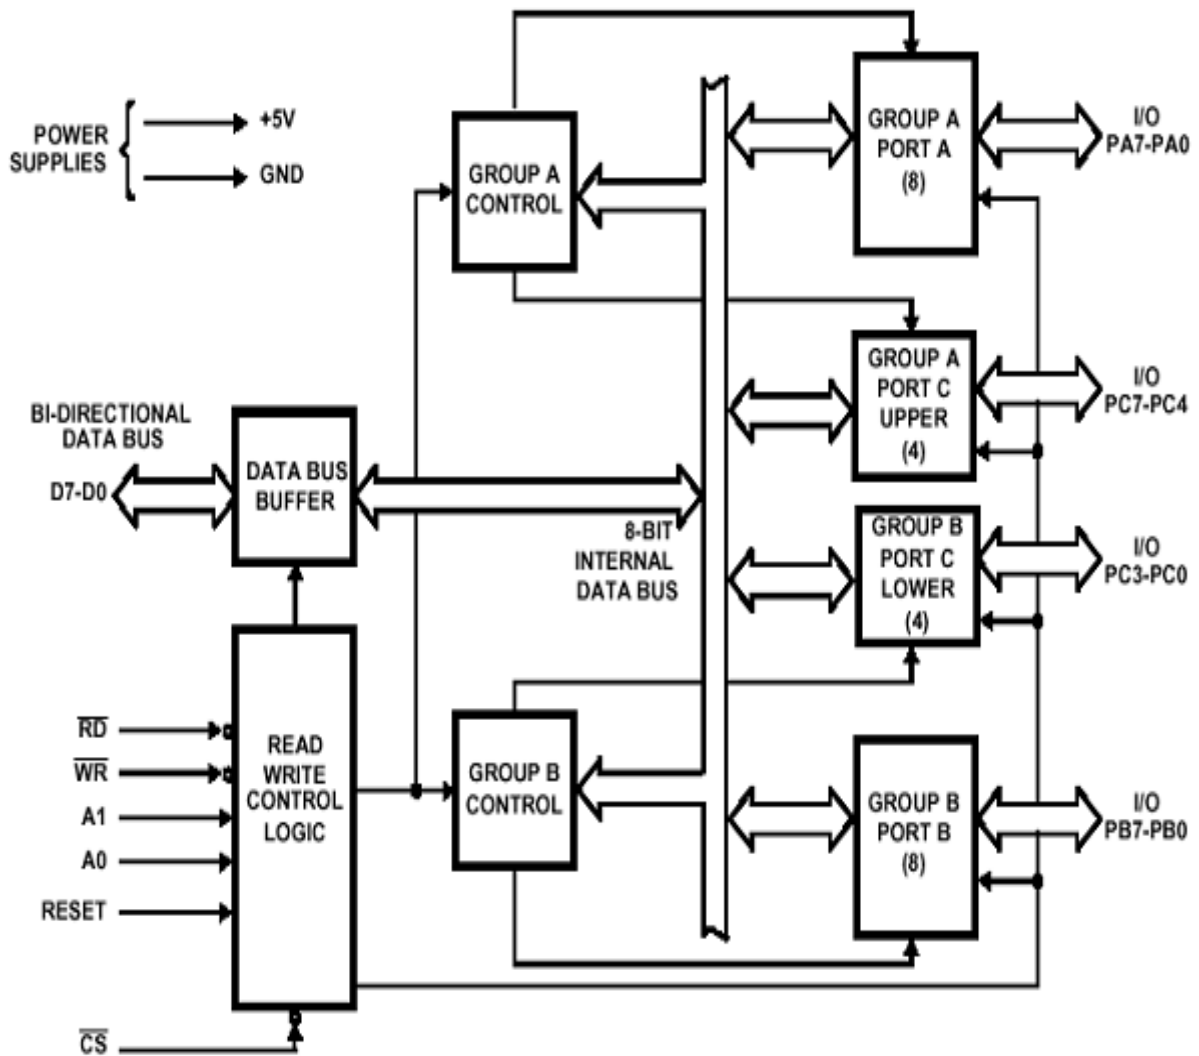 POWER
SUPPLIES
+5V
GND
GROUP A
CONTROL
GROUP A
PORT A
(8)
I/O
PA7-PA0
GROUP A
PORT C
UPPER
(4)
I/O
PC7-PC4
BI-DIRECTIONAL
DATA BUS
D7-D0
DATA BUS
BUFFER
8-BIT
INTERNAL
DATA BUS
GROUP B
PORT C
LOWER
(4)
I/O
PC3-PC0
RD
WR
A1
A0
RESET
CS
READ
WRITE
CONTROL
LOGIC
GROUP B
CONTROL
GROUP B
PORT B
(8)
I/O
PB7-PB0